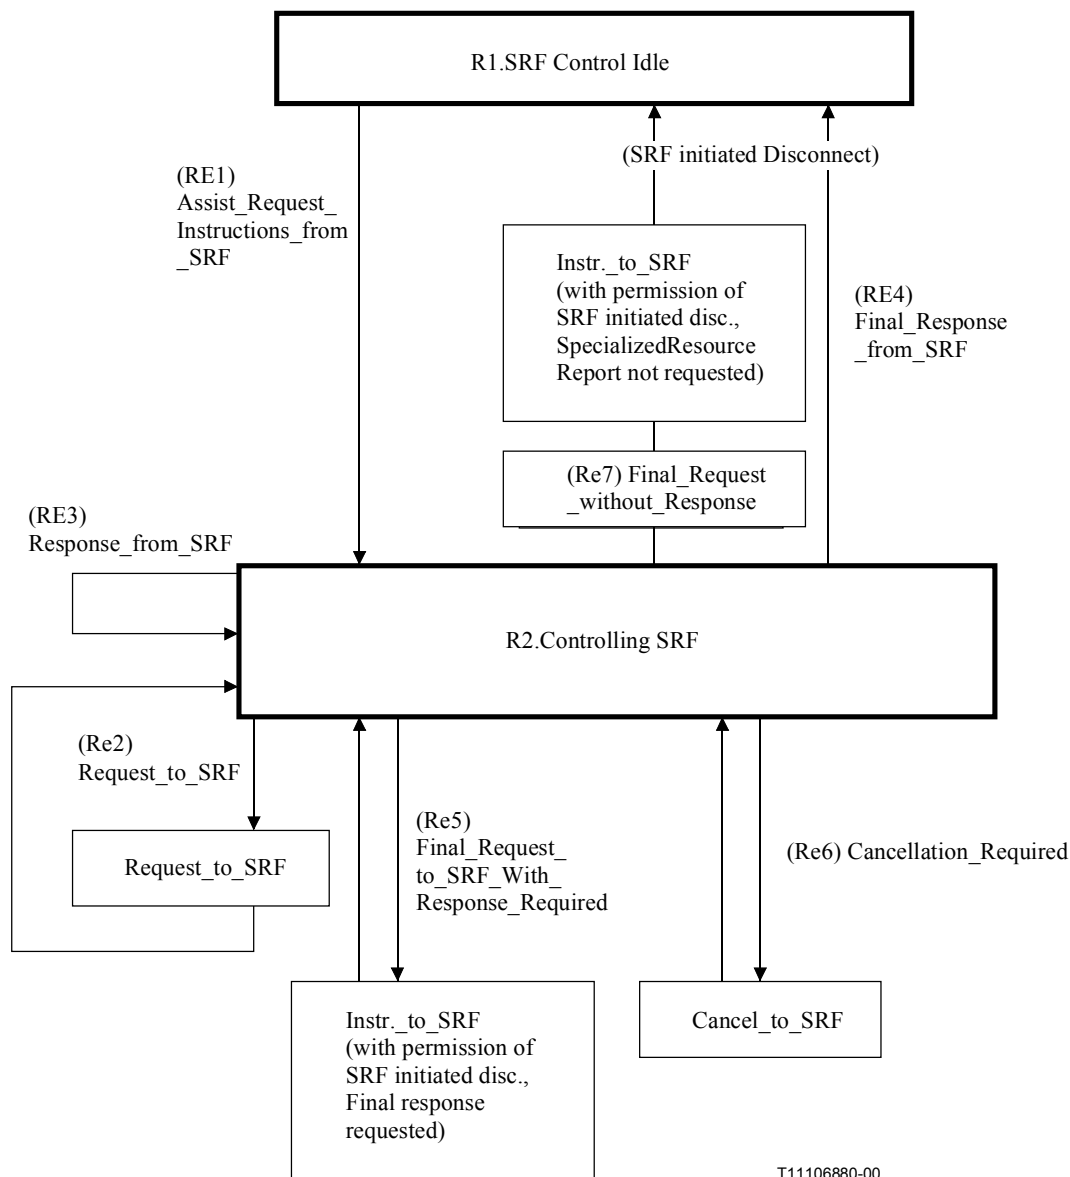 R1.SRF Control Idle
(SRF initiated Disconnect)
(RE1)
Assist_Request_
Instructions_from
_SRF
Instr._to_SRF
(with permission of
SRF initiated disc.,
SpecializedResource
Report not requested)
(RE4)
Final_Response
_from_SRF
(Re7) Final_Request
_without_Response
(RE3)
Response_from_SRF
R2.Controlling SRF
(Re2)
Request_to_SRF
Request_to_SRF
(Re5)
Final_Request_
to_SRF_With_
Response_Required
(Re6) Cancellation_Required
Instr._to_SRF
(with permission of
SRF initiated disc.,
Final response
requested)
Cancel_to_SRF
T11106880-00